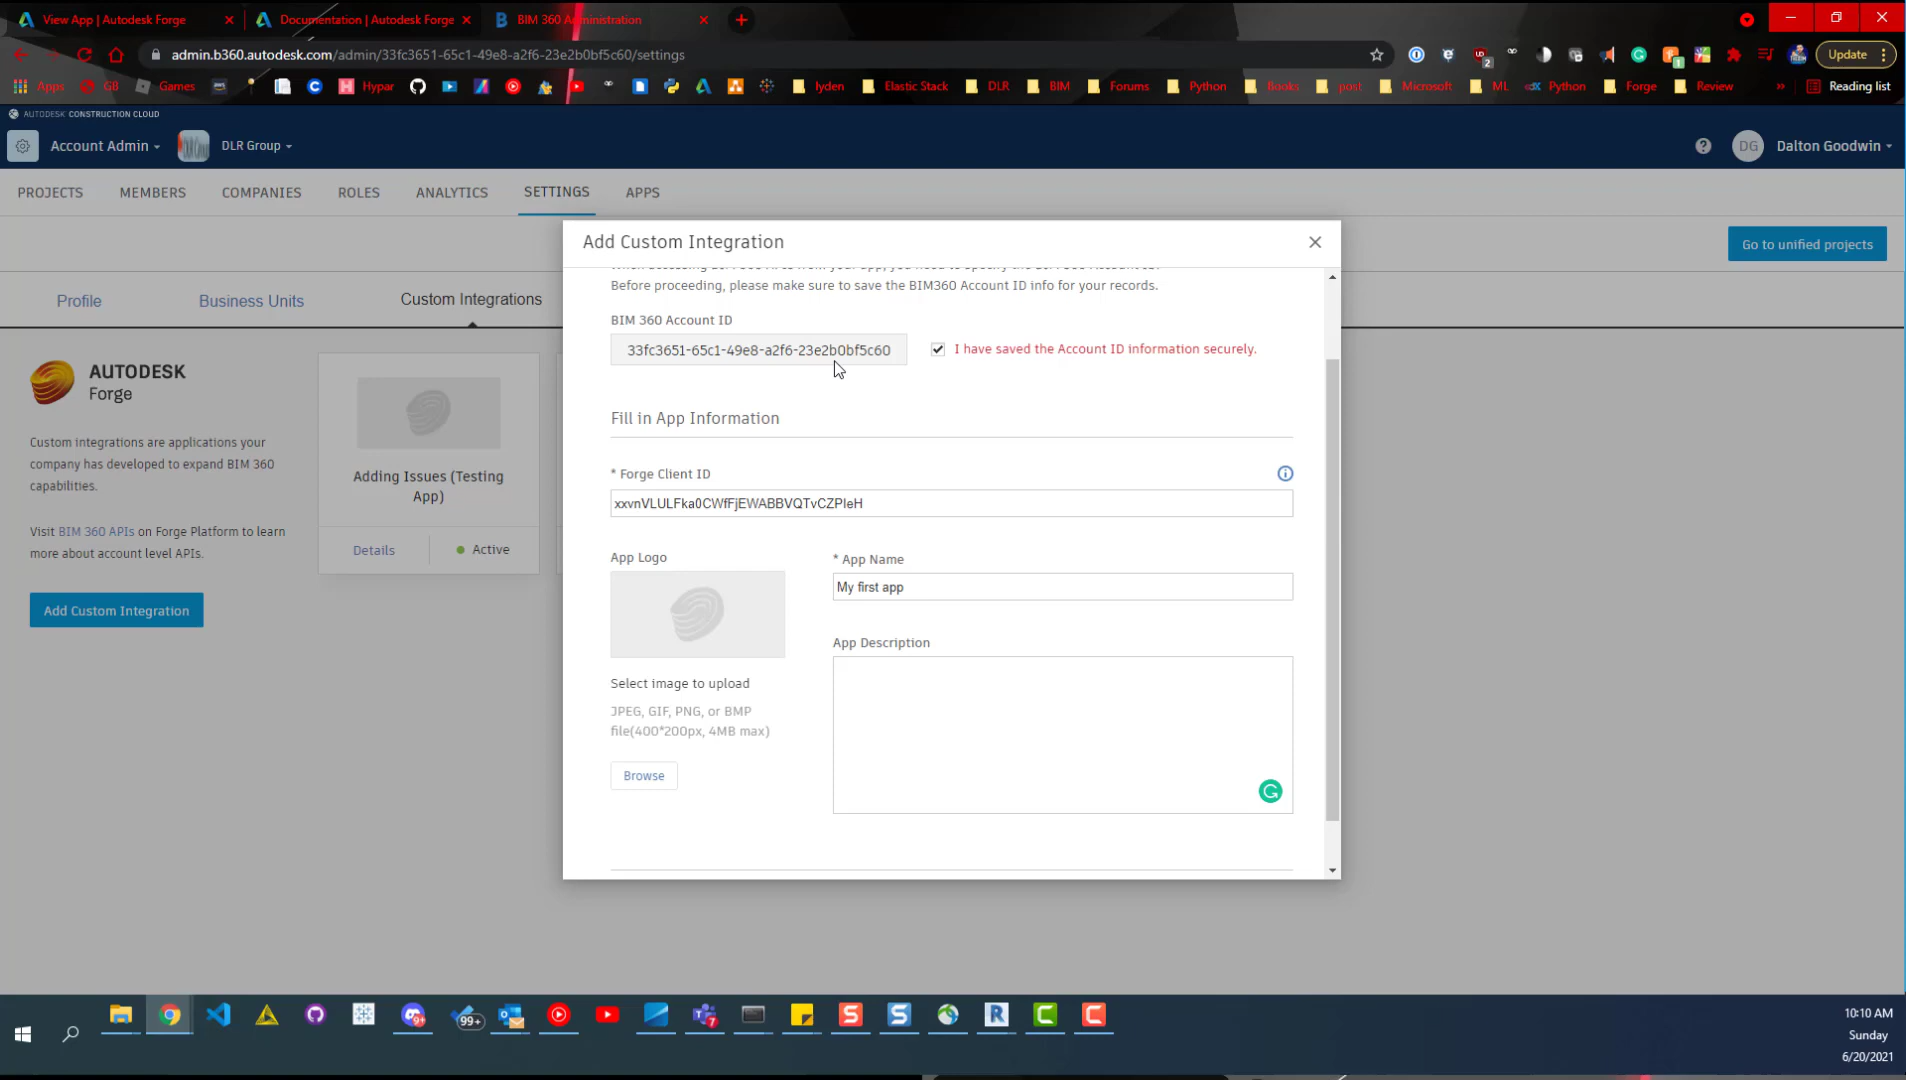 View App | Autodesk Forge
Documentation | Autodesk Forge
BIM 360 Administration
admin.b360.autodesk.com/admin/33fc3651-65c1-49e8-a2f6-23e2b0bf5c60/settings
2
1
Update
Apps
GB
Games
Hypar
lyden
Elastic Stack
DLR
BIM
Forums
Python
Books
post
Microsoft
ML
Python
Forge
Review
»
Reading list
AUTODESK CONSTRUCTION CLOUD
Account Admin
DLR Group
DG
Dalton Goodwin
PROJECTS
MEMBERS
COMPANIES
ROLES
ANALYTICS
SETTINGS
APPS
Add Custom Integration
Go to unified projects
Profile
Business Units
Custom Integrations
Before proceeding, please make sure to save the BIM360 Account ID info for your records.
BIM 360 Account ID
33fc3651-65c1-49e8-a2f6-23e2b0bf5c60
I have saved the Account ID information securely.
AUTODESK
Forge
Custom integrations are applications your
company has developed to expand BIM 360
capabilities.
Visit BIM 360 APIs on Forge Platform to learn
more about account level APIs.
Add Custom Integration
Adding Issues (Testing
App)
Details
Active
Fill in App Information
* Forge Client ID
xxvnVLULFka0CWfFjEWABBVQTvCZPleH
App Logo
* App Name
My first app
App Description
Select image to upload
JPEG, GIF, PNG, or BMP
file(400*200px, 4MB max)
Browse
99+
7
10:10 AM
Sunday
6/20/2021